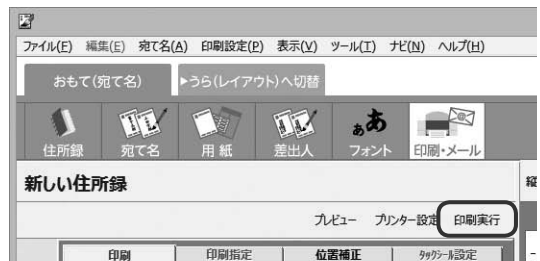 ファイル(F) 編集(E) 宛て名(A) 印刷設定(P) 表示(V) ツール(T) ナビ(N) ヘルプ(H)
おもて(宛て名) ▶うら(レイアウト)へ切替
住所録 宛て名 用紙 差出人 フォント 印刷・メール
新しい住所録
プレビュー プリンター設定 印刷実行
印刷 印刷指定 位置補正 タックシール設定